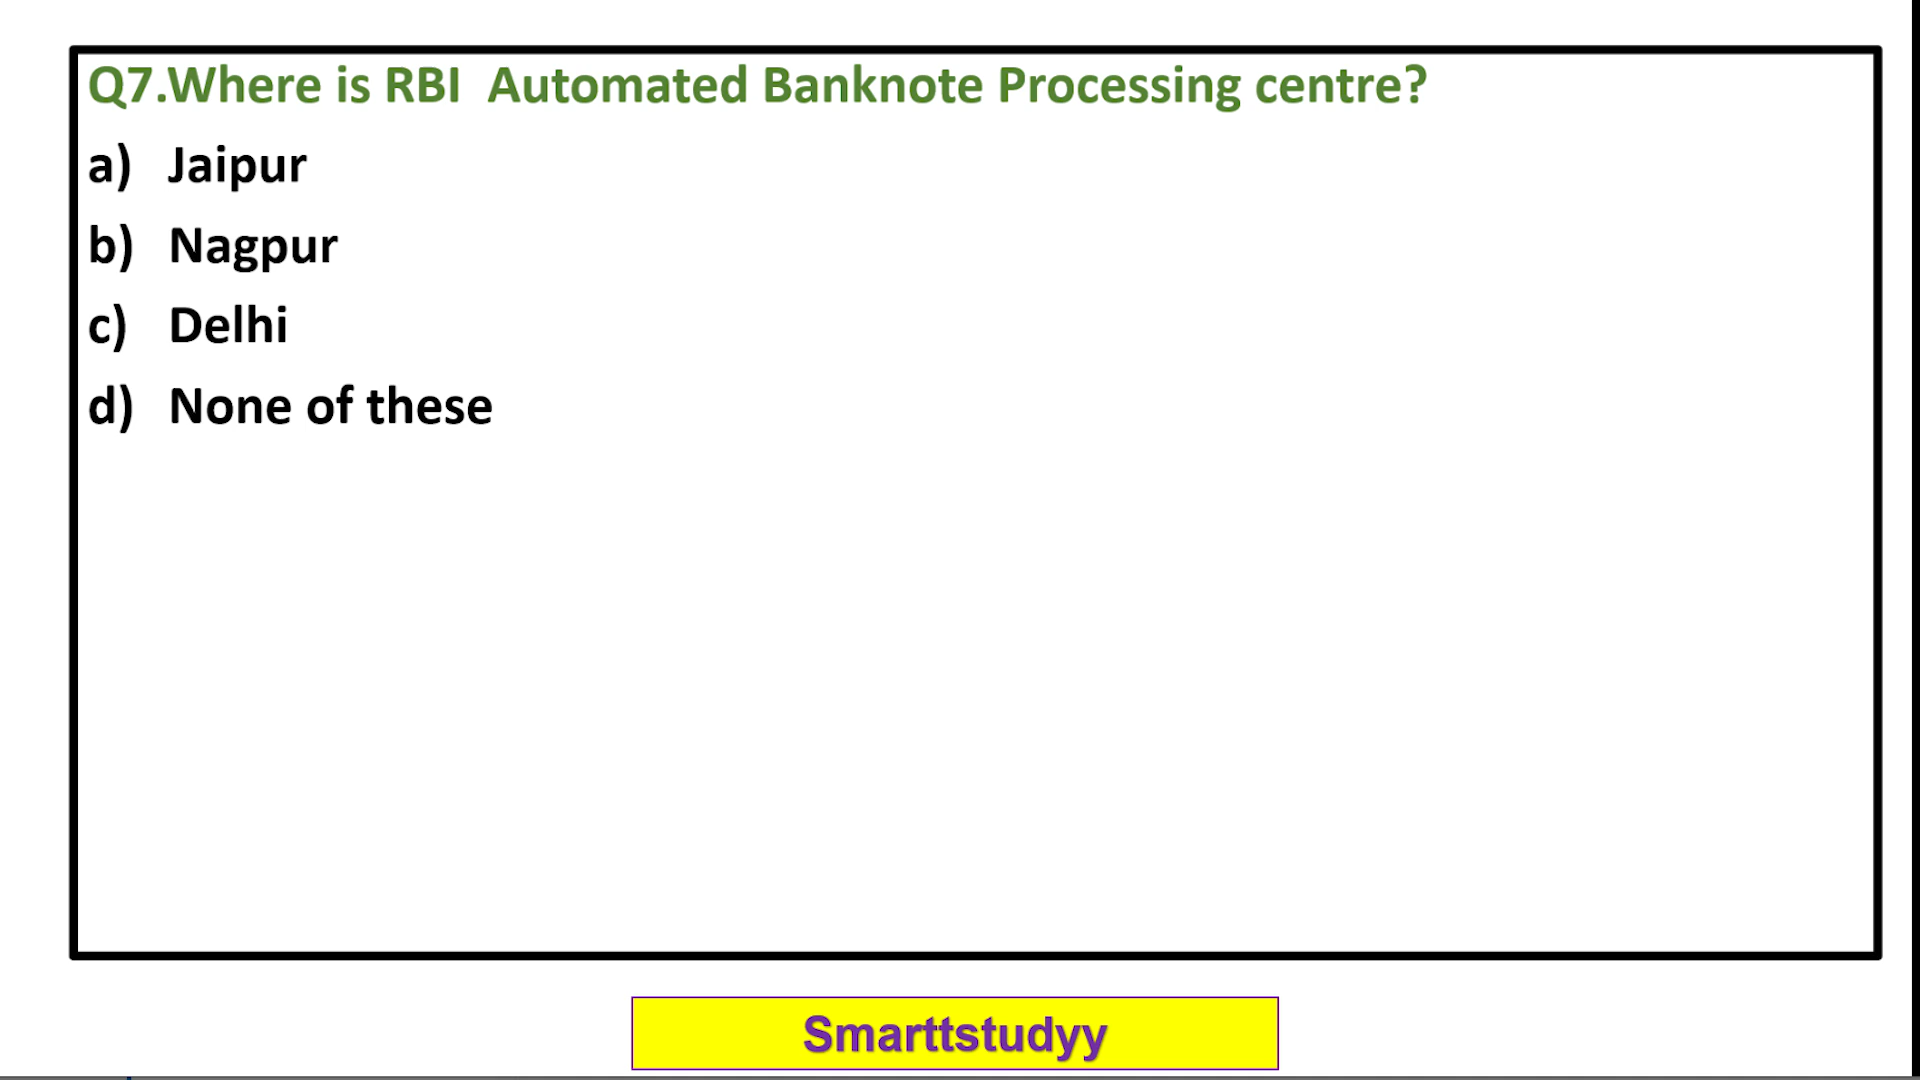 Q7.Where is RBI  Automated Banknote Processing centre?
a) Jaipur
b) Nagpur
c) Delhi
d) None of these
Smarttstudyy